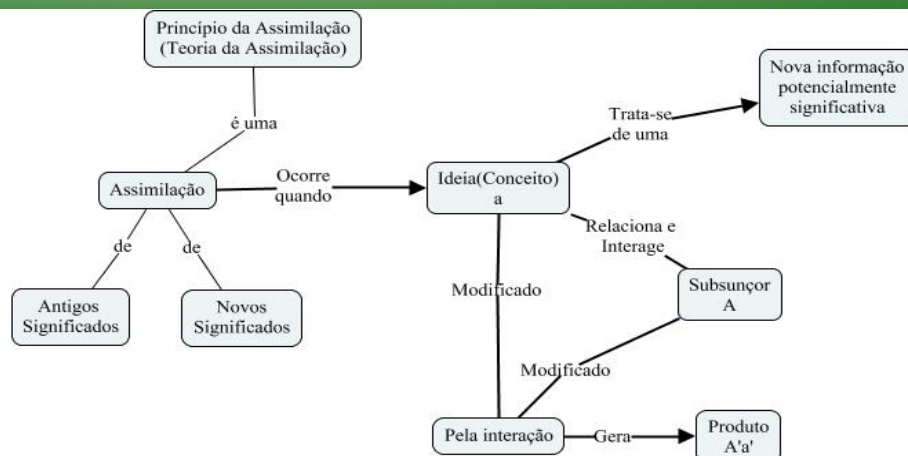 Princípio da Assimilação
(Teoria da Assimilação)
é uma
Assimilação
de
de
Antigos
Significados
Novos
Significados
Ocorre
quando
Ideia(Conceito)
a
Trata-se
de uma
Nova informação
potencialmente
significativa
Relaciona e
Interage
Subsunçor
A
Modificado
Modificado
Pela interação
Gera
Produto
A'a'